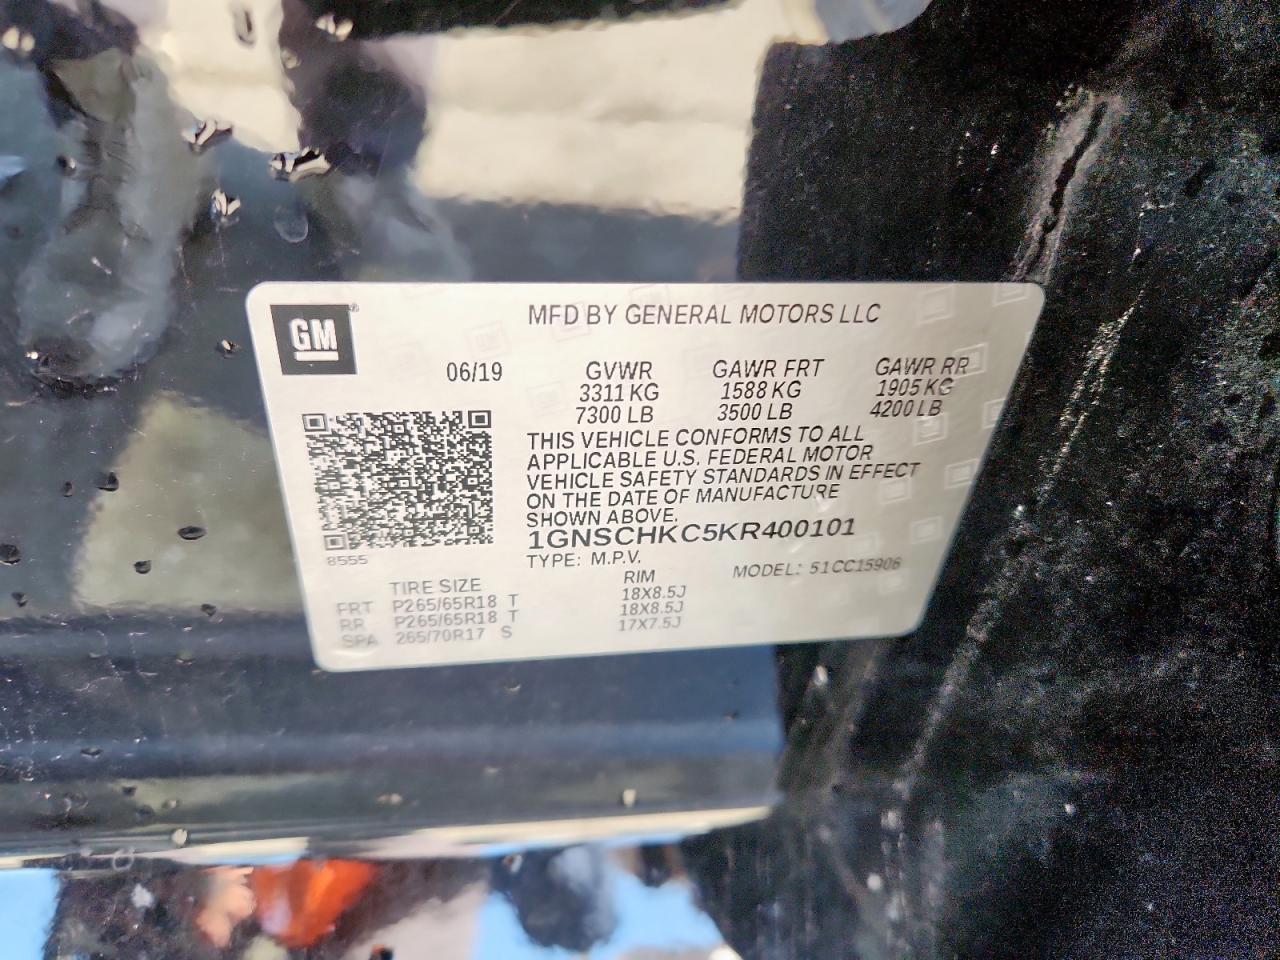 GM
MFD BY GENERAL MOTORS LLC
06/19 GVWR GAWR FRT GAWR RR
3311 KG 1588 KG 1905 KG
7300 LB 3500 LB 4200 LB
THIS VEHICLE CONFORMS TO ALL
APPLICABLE U.S. FEDERAL MOTOR
VEHICLE SAFETY STANDARDS IN EFFECT
ON THE DATE OF MANUFACTURE
SHOWN ABOVE.
1GNSCHKC5KR400101
8555 TYPE: M.P.V. MODEL: 51CC15906
TIRE SIZE RIM
FRT P265/65R18 T 18X8.5J
RR P265/65R18 T 18X8.5J
SPA 265/70R17 S 17X7.5J